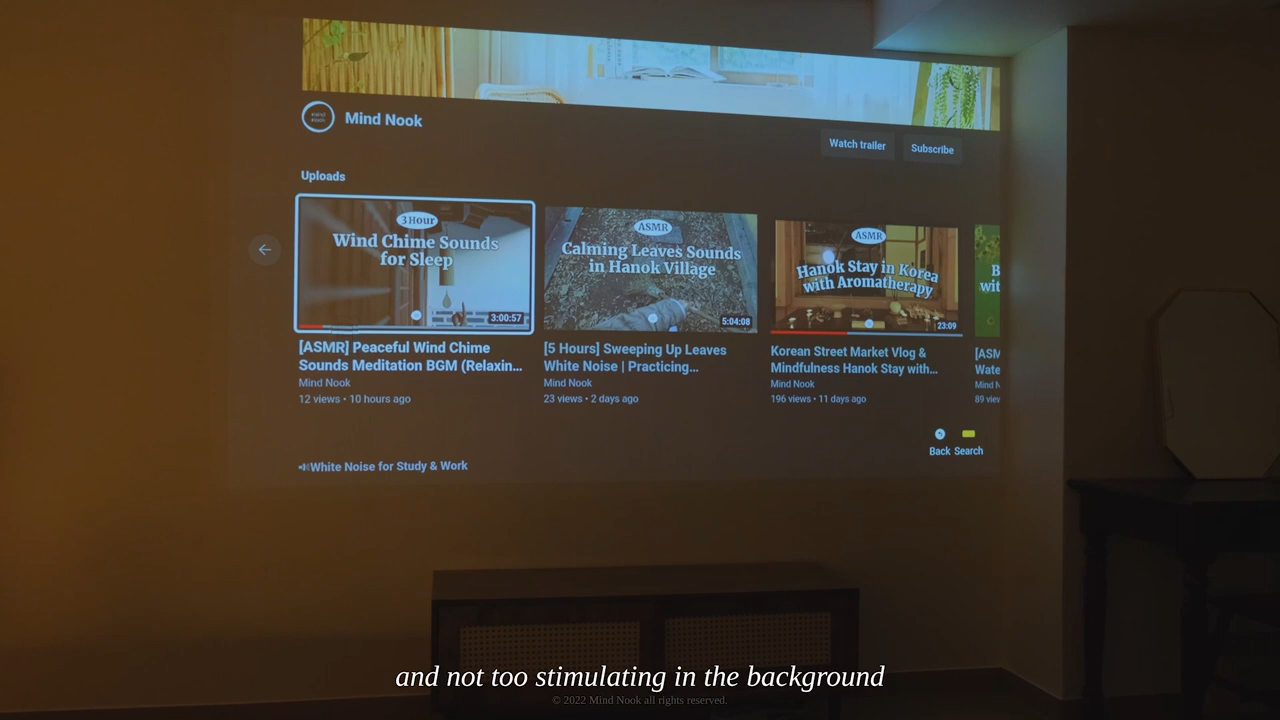 Mind Nook
Watch trailer
Subscribe
Uploads
3 Hour
Wind Chime Sounds
for Sleep
3:00:57
ASMR
Calming Leaves Sounds
in Hanok Village
5:04:08
ASMR
Hanok Stay in Korea
with Aromatherapy
23:09
[ASMR] Peaceful Wind Chime
Sounds Meditation BGM (Relaxin...
Mind Nook
12 views • 10 hours ago
[5 Hours] Sweeping Up Leaves
White Noise | Practicing...
Mind Nook
23 views • 2 days ago
Korean Street Market Vlog &
Mindfulness Hanok Stay with...
Mind Nook
196 views • 11 days ago
[ASM
Wate
Mind N
89 view
Back
Search
White Noise for Study & Work
and not too stimulating in the background
© 2022 Mind Nook all rights reserved.